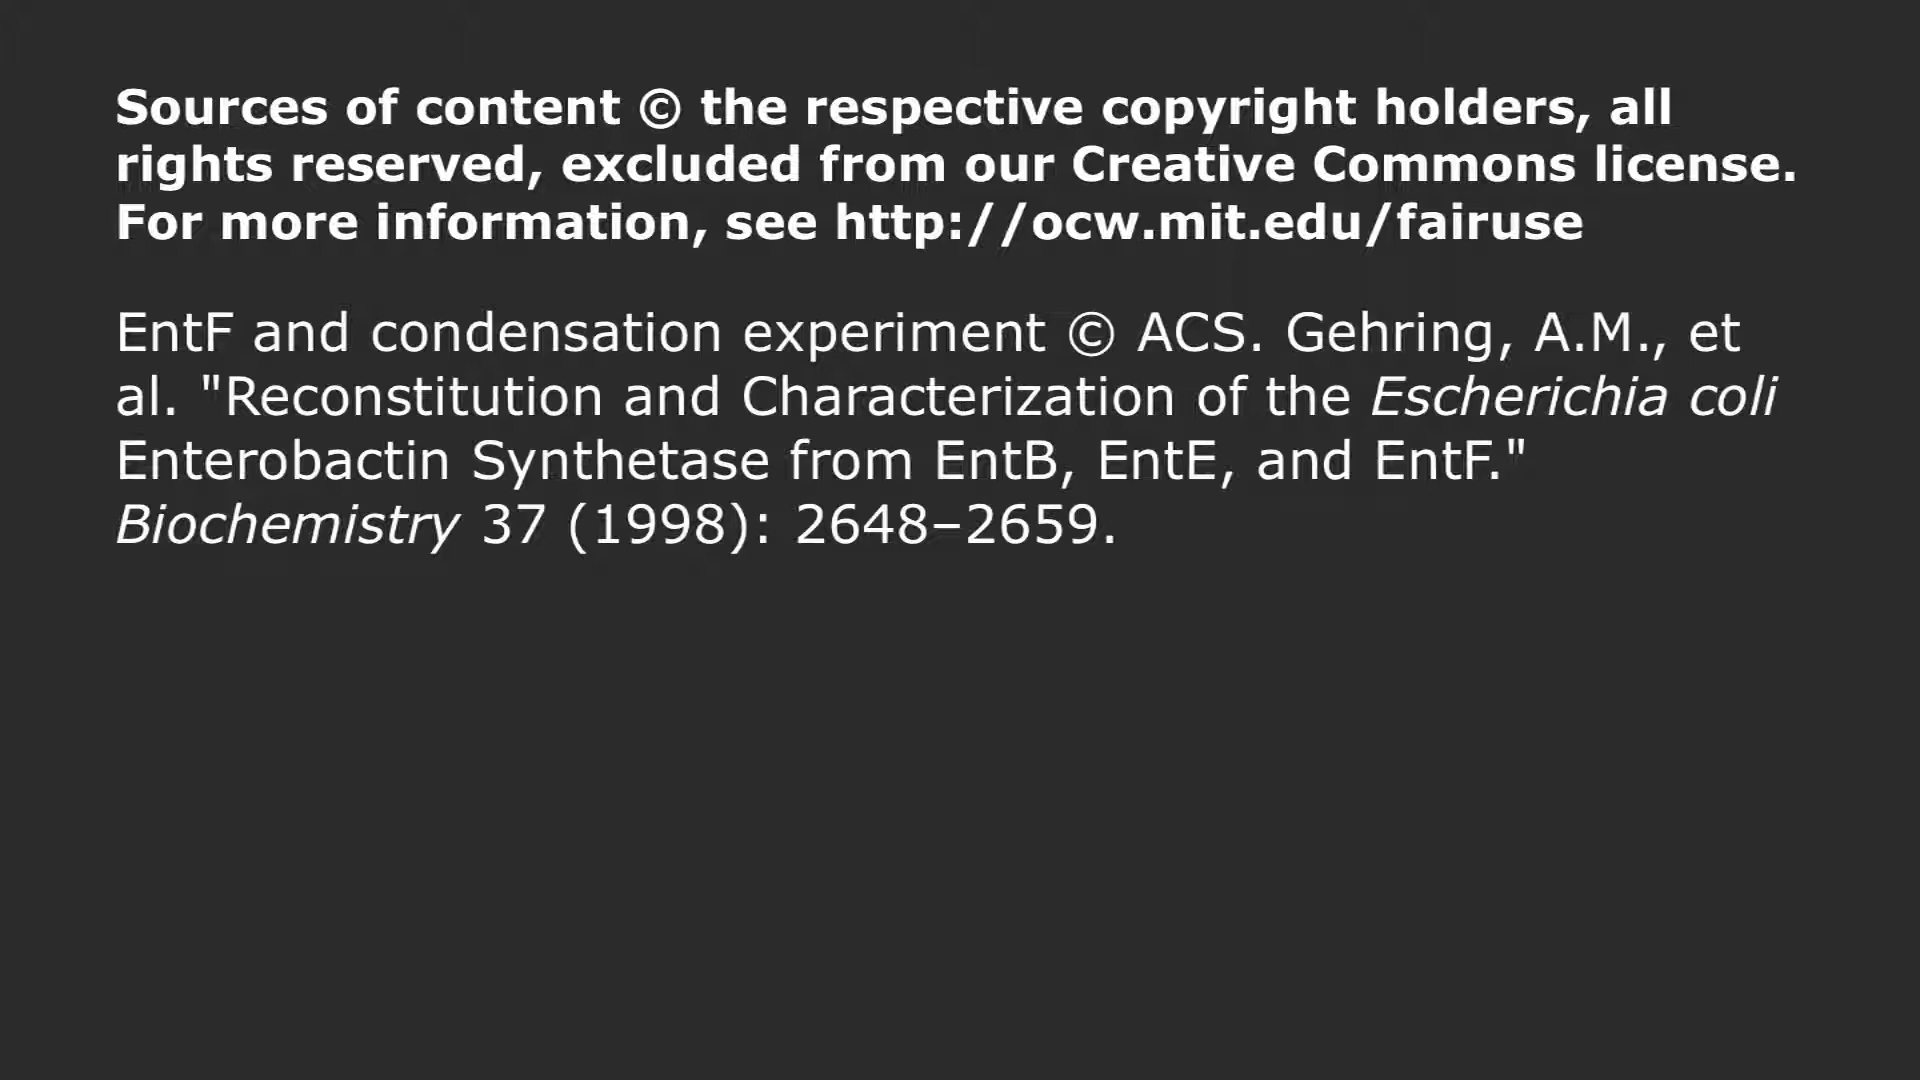 Sources of content © the respective copyright holders, all
rights reserved, excluded from our Creative Commons license.
For more information, see http://ocw.mit.edu/fairuse
EntF and condensation experiment © ACS. Gehring, A.M., et
al. "Reconstitution and Characterization of the Escherichia coli
Enterobactin Synthetase from EntB, EntE, and EntF."
Biochemistry 37 (1998): 2648–2659.